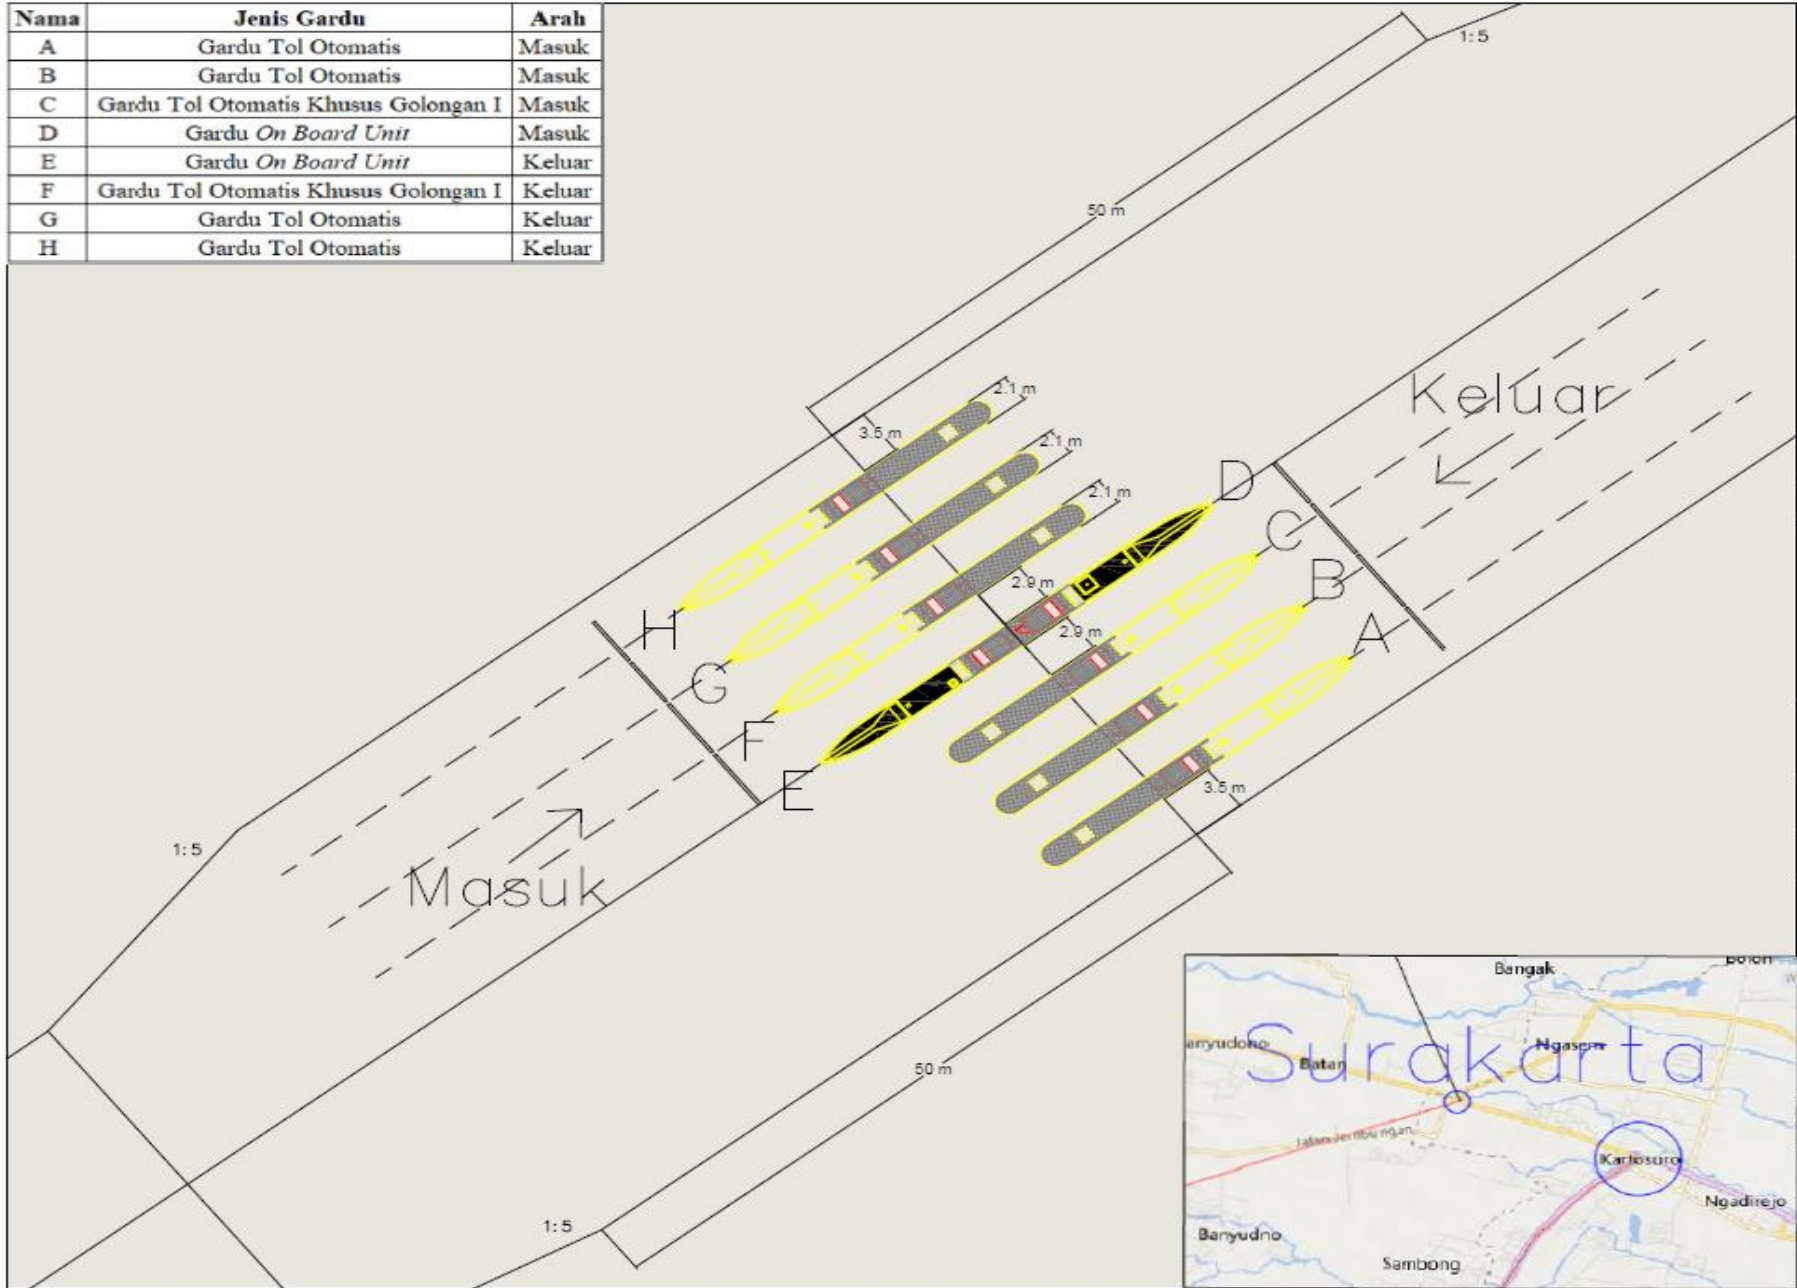 Nama Jenis Gardu Arah
A Gardu Tol Otomatis Masuk
B Gardu Tol Otomatis Masuk
C Gardu Tol Otomatis Khusus Golongan I Masuk
D Gardu On Board Unit Masuk
E Gardu On Board Unit Keluar
F Gardu Tol Otomatis Khusus Golongan I Keluar
G Gardu Tol Otomatis Keluar
H Gardu Tol Otomatis Keluar
1:5
50 m
Keluar
2.1 m
3.5 m
2.1 m
D
2.1 m
C
2.9 m
B
2.9 m
A
H
G
F
E
3.5 m
1:5
Masuk
50 m
1:5
Bangak
Surakarta
anyudono
Batan
Ngasem
Kartosuro
Ngadirejo
Banyudno
Sambong